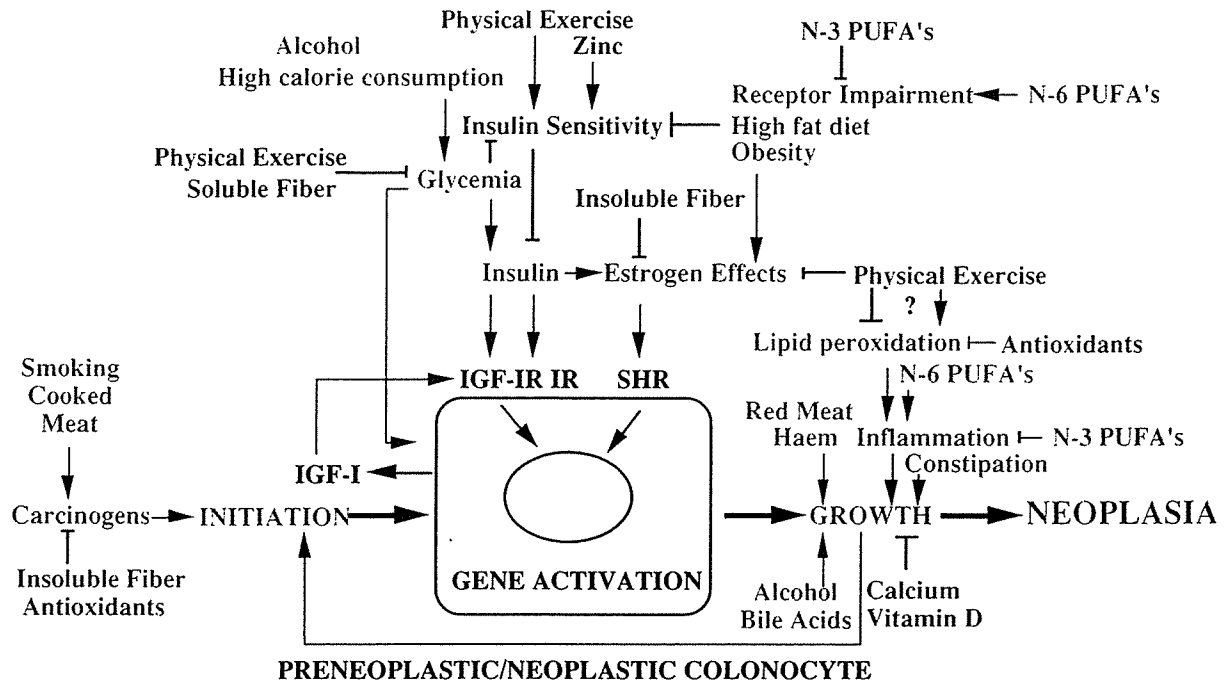 Physical Exercise
Zinc
N-3 PUFA's
Alcohol
High calorie consumption
Receptor Impairment
N-6 PUFA's
Insulin Sensitivity
High fat diet
Obesity
Physical Exercise
Soluble Fiber
Glycemia
Insoluble Fiber
Insulin
Estrogen Effects
Physical Exercise
?
Lipid peroxidation
Antioxidants
Smoking
Cooked
Meat
IGF-IR IR
SHR
N-6 PUFA's
Red Meat
Haem
Inflammation
N-3 PUFA's
Constipation
IGF-I
Carcinogens
INITIATION
GROWTH
NEOPLASIA
Insoluble Fiber
Antioxidants
GENE ACTIVATION
Alcohol
Bile Acids
Calcium
Vitamin D
PRENEOPLASTIC/NEOPLASTIC COLONOCYTE